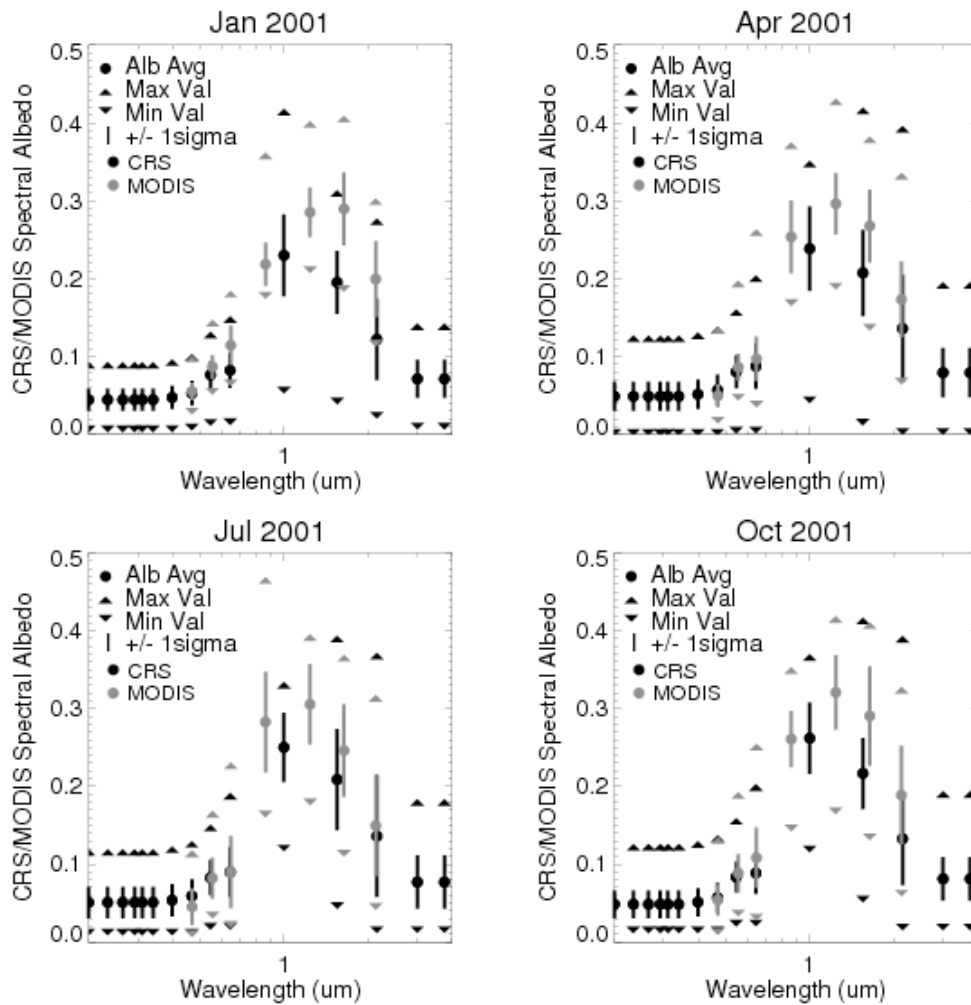 Jan 2001
CRS/MODIS Spectral Albedo
0.5
0.4
0.3
0.2
0.1
0.0
Alb Avg
Max Val
Min Val
+/- 1sigma
CRS
MODIS
1
Wavelength (um)
Apr 2001
CRS/MODIS Spectral Albedo
0.5
0.4
0.3
0.2
0.1
0.0
Alb Avg
Max Val
Min Val
+/- 1sigma
CRS
MODIS
1
Wavelength (um)
Jul 2001
CRS/MODIS Spectral Albedo
0.5
0.4
0.3
0.2
0.1
0.0
Alb Avg
Max Val
Min Val
+/- 1sigma
CRS
MODIS
1
Wavelength (um)
Oct 2001
CRS/MODIS Spectral Albedo
0.5
0.4
0.3
0.2
0.1
0.0
Alb Avg
Max Val
Min Val
+/- 1sigma
CRS
MODIS
1
Wavelength (um)